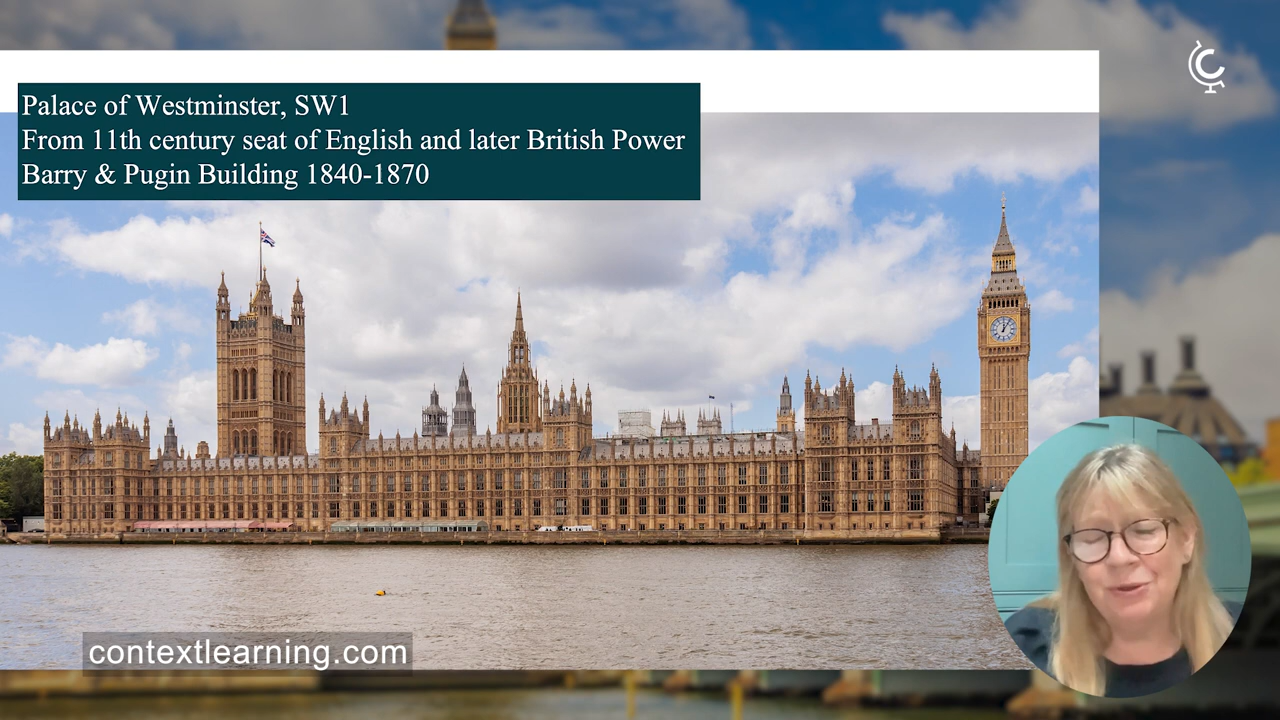 Palace of Westminster, SW1
From 11th century seat of English and later British Power
Barry & Pugin Building 1840-1870
contextlearning.com